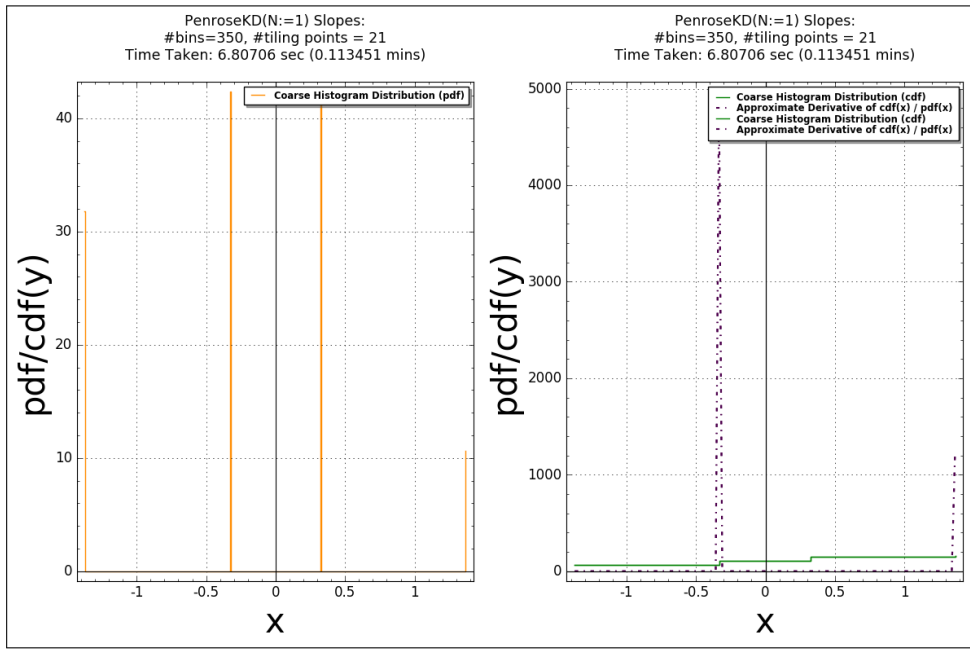 PenroseKD(N:=1) Slopes:
#bins=350, #tiling points = 21
Time Taken: 6.80706 sec (0.113451 mins)
Coarse Histogram Distribution (pdf)
40
30
20
10
0
-1
-0.5
0
0.5
1
pdf/cdf(y)
x
PenroseKD(N:=1) Slopes:
#bins=350, #tiling points = 21
Time Taken: 6.80706 sec (0.113451 mins)
Coarse Histogram Distribution (cdf)
Approximate Derivative of cdf(x) / pdf(x)
Coarse Histogram Distribution (cdf)
Approximate Derivative of cdf(x) / pdf(x)
5000
4000
3000
2000
1000
0
-1
-0.5
0
0.5
1
pdf/cdf(y)
x